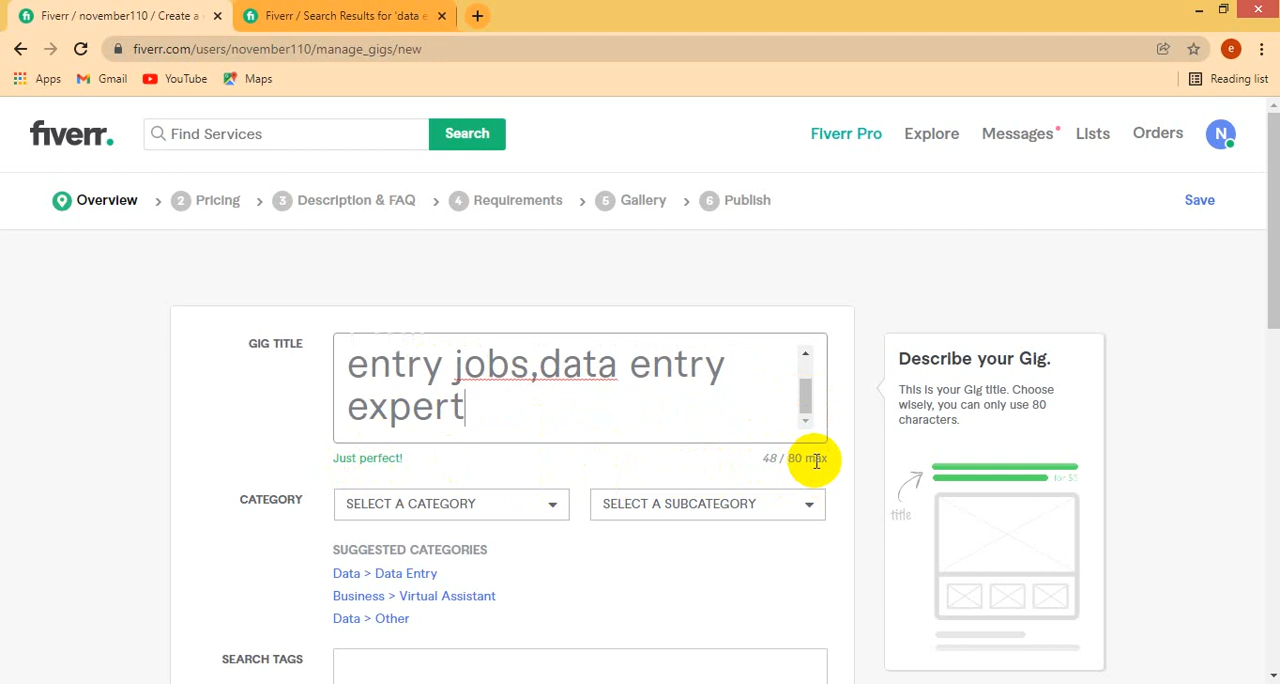 Fiverr / november110 / Create a
Fiverr / Search Results for 'data e
fiverr.com/users/november110/manage_gigs/new
e
Apps
Gmail
YouTube
Maps
Reading list
fiverr.
Find Services
Search
Fiverr Pro
Explore
Messages
Lists
Orders
N
Overview
2 Pricing
3 Description & FAQ
4 Requirements
5 Gallery
6 Publish
Save
GIG TITLE
entry jobs,data entry
expert
Just perfect!
48 / 80 max
CATEGORY
SELECT A CATEGORY
SELECT A SUBCATEGORY
SUGGESTED CATEGORIES
Data > Data Entry
Business > Virtual Assistant
Data > Other
SEARCH TAGS
Describe your Gig.
This is your Gig title. Choose
wisely, you can only use 80
characters.
for $5
title